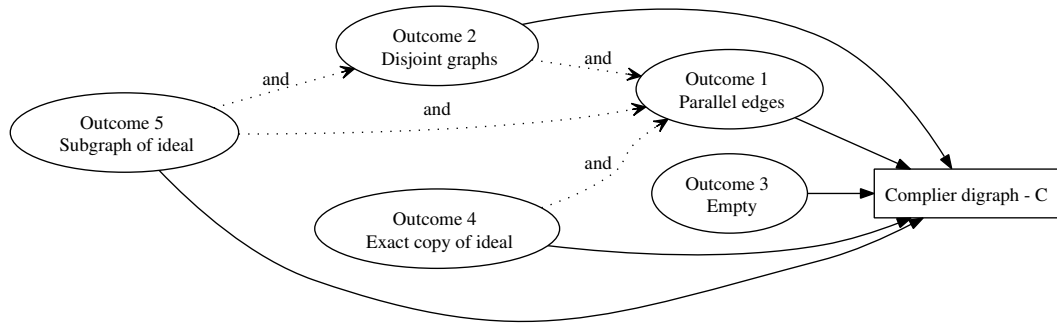 Outcome 2
Disjoint graphs
and
and
Outcome 1
Parallel edges
and
Outcome 5
Subgraph of ideal
and
Outcome 3
Empty
Complier digraph - C
Outcome 4
Exact copy of ideal